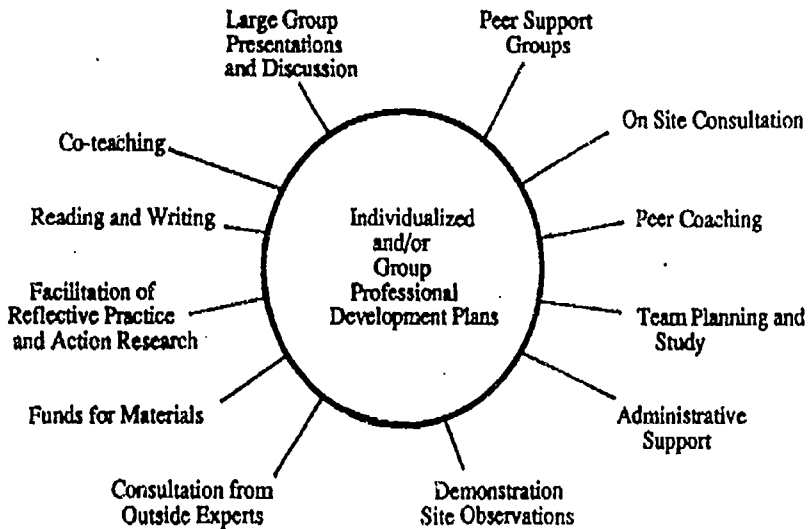 Large Group
Presentations
and Discussion
Peer Support
Groups
On Site Consultation
Co-teaching
Reading and Writing
Individualized
and/or
Group
Professional
Development Plans
Peer Coaching
Facilitation of
Reflective Practice
and Action Research
Team Planning and
Study
Funds for Materials
Administrative
Support
Consultation from
Outside Experts
Demonstration
Site Observations